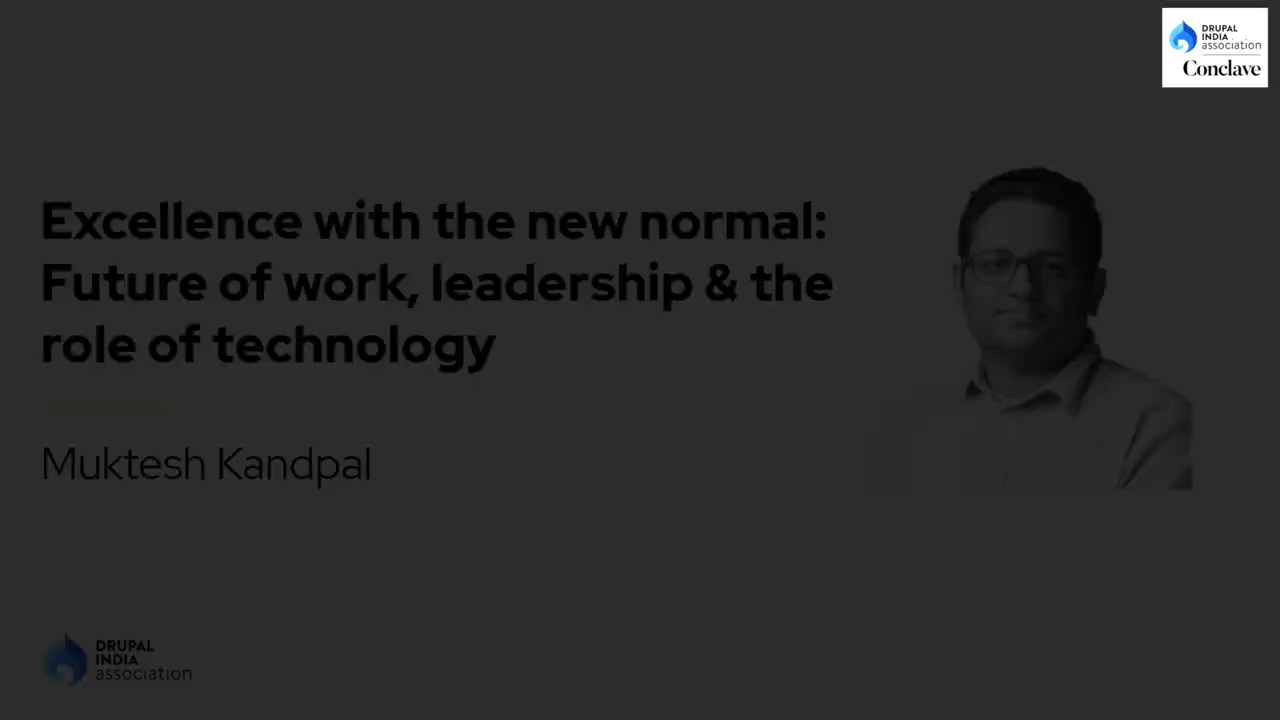 DRUPAL
INDIA
association
Conclave
Excellence with the new normal:
Future of work, leadership & the
role of technology
Muktesh Kandpal
DRUPAL
INDIA
association